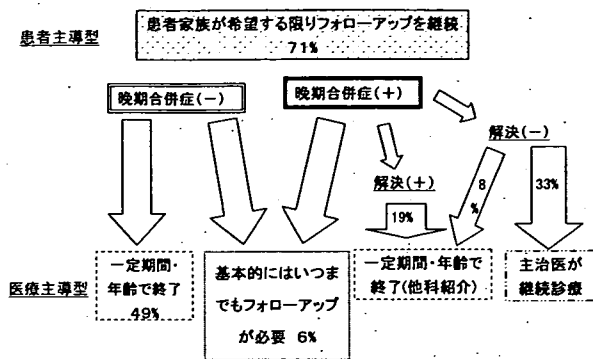 患者主導型
患者家族が希望する限りフォローアップを継続
71%
晩期合併症(－)
晩期合併症(＋)
解決(－)
解決(＋)
8%
33%
19%
医療主導型
一定期間・
年齢で終了
49%
基本的にはいつま
でもフォローアップ
が必要 6%
一定期間・年齢で
終了(他科紹介)
主治医が
継続診療